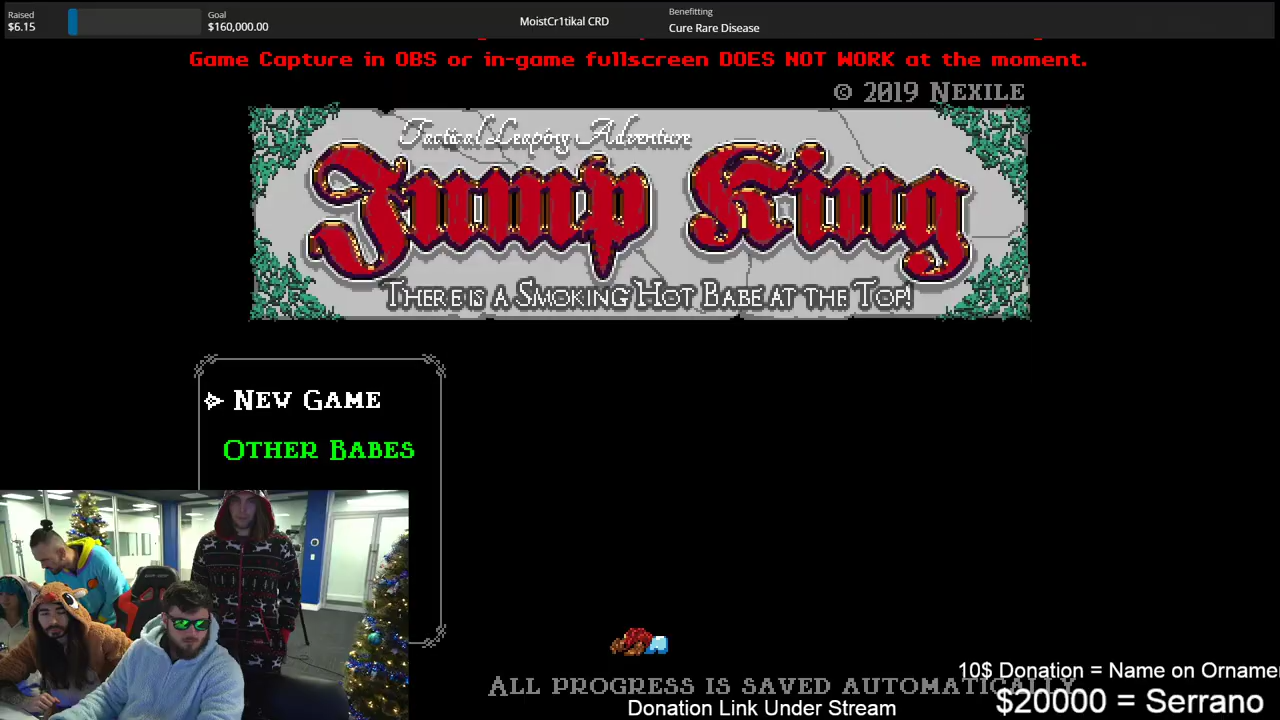 Raised
$6.15
Goal
$160,000.00
MoistCr1tikal CRD
Benefitting
Cure Rare Disease
Game Capture in OBS or in-game fullscreen DOES NOT WORK at the moment.
© 2019 Nexile
Tactical Leaping Adventure
Jump King
There is a Smoking Hot Babe at the Top!
New Game
Other Babes
10$ Donation = Name on Orname
All progress is saved automatically
$20000 = Serrano
Donation Link Under Stream